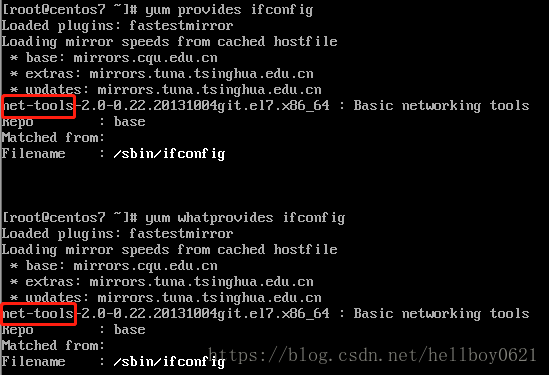 [root@centos7 ~]# yum provides ifconfig
Loaded plugins: fastestmirror
Loading mirror speeds from cached hostfile
 * base: mirrors.cqu.edu.cn
 * extras: mirrors.tuna.tsinghua.edu.cn
 * updates: mirrors.tuna.tsinghua.edu.cn
net-tools-2.0-0.22.20131004git.el7.x86_64 : Basic networking tools
Repo        : base
Matched from:
Filename    : /sbin/ifconfig
[root@centos7 ~]# yum whatprovides ifconfig
Loaded plugins: fastestmirror
Loading mirror speeds from cached hostfile
 * base: mirrors.cqu.edu.cn
 * extras: mirrors.tuna.tsinghua.edu.cn
 * updates: mirrors.tuna.tsinghua.edu.cn
net-tools-2.0-0.22.20131004git.el7.x86_64 : Basic networking tools
Repo        : base
Matched from:
Filename    : /sbin/ifconfig
https://blog.csdn.net/hellboy0621